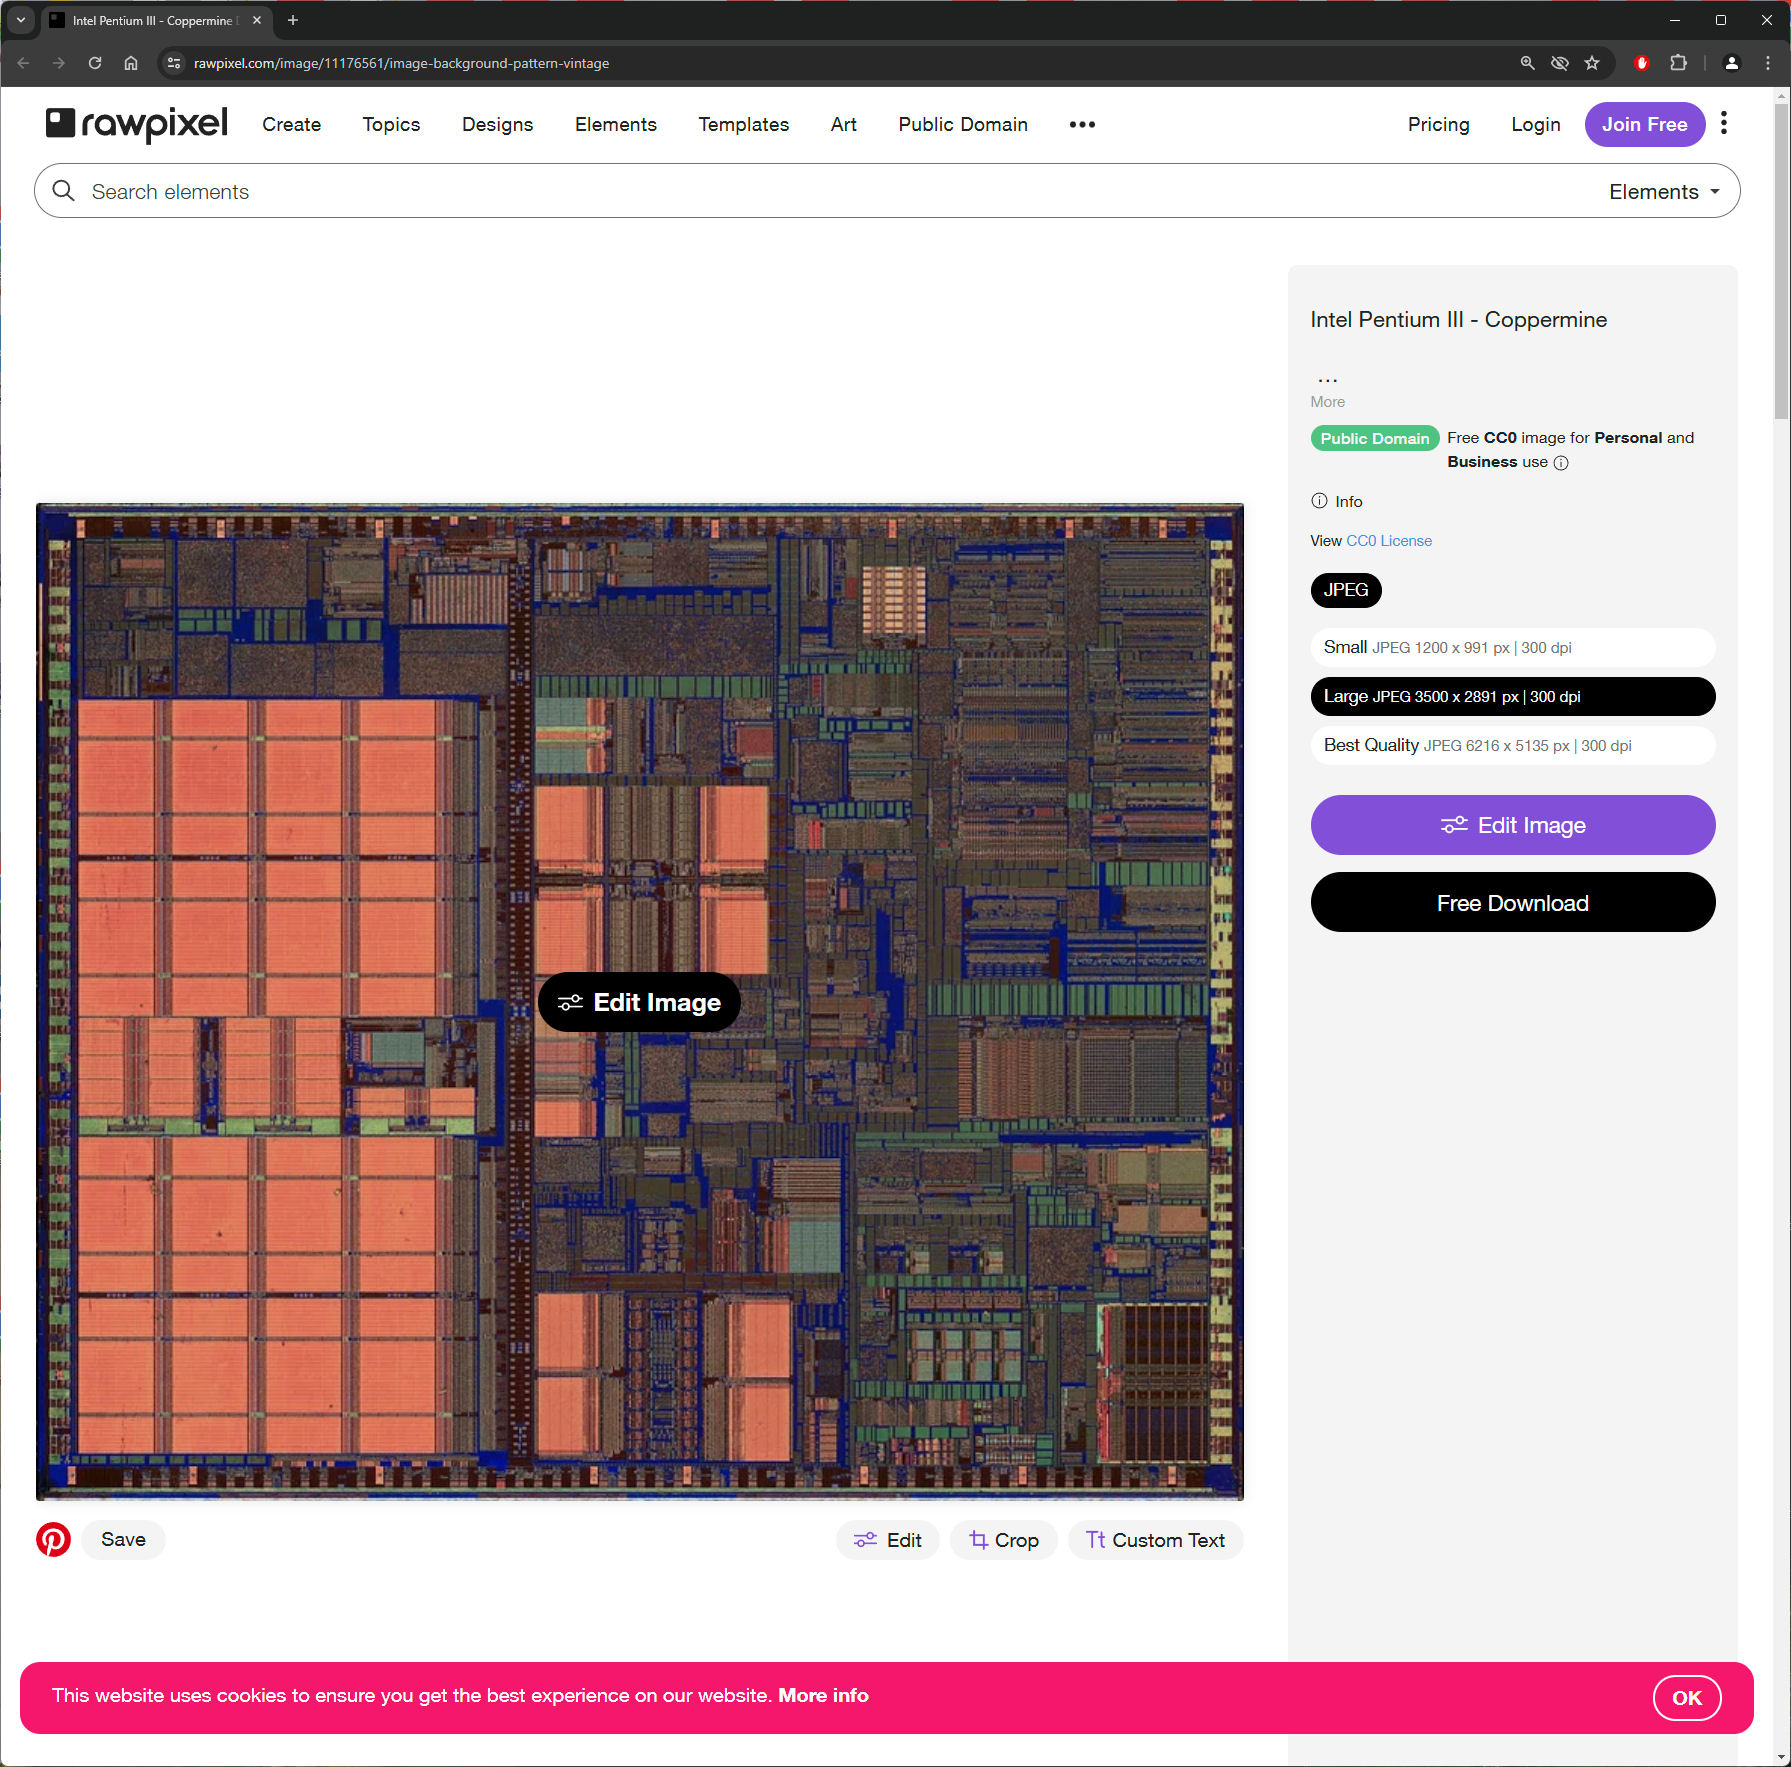 Intel Pentium III - Coppermine
rawpixel.com/image/11176561/image-background-pattern-vintage
rawpixel
Create
Topics
Designs
Elements
Templates
Art
Public Domain
Pricing
Login
Join Free
Search elements
Elements
Intel Pentium III - Coppermine
...
More
Public Domain
Free CC0 image for Personal and
Business use
Info
View CC0 License
JPEG
Small JPEG 1200 x 991 px | 300 dpi
Large JPEG 3500 x 2891 px | 300 dpi
Best Quality JPEG 6216 x 5135 px | 300 dpi
Edit Image
Free Download
Edit Image
Save
Edit
Crop
Tt Custom Text
This website uses cookies to ensure you get the best experience on our website. More info
OK